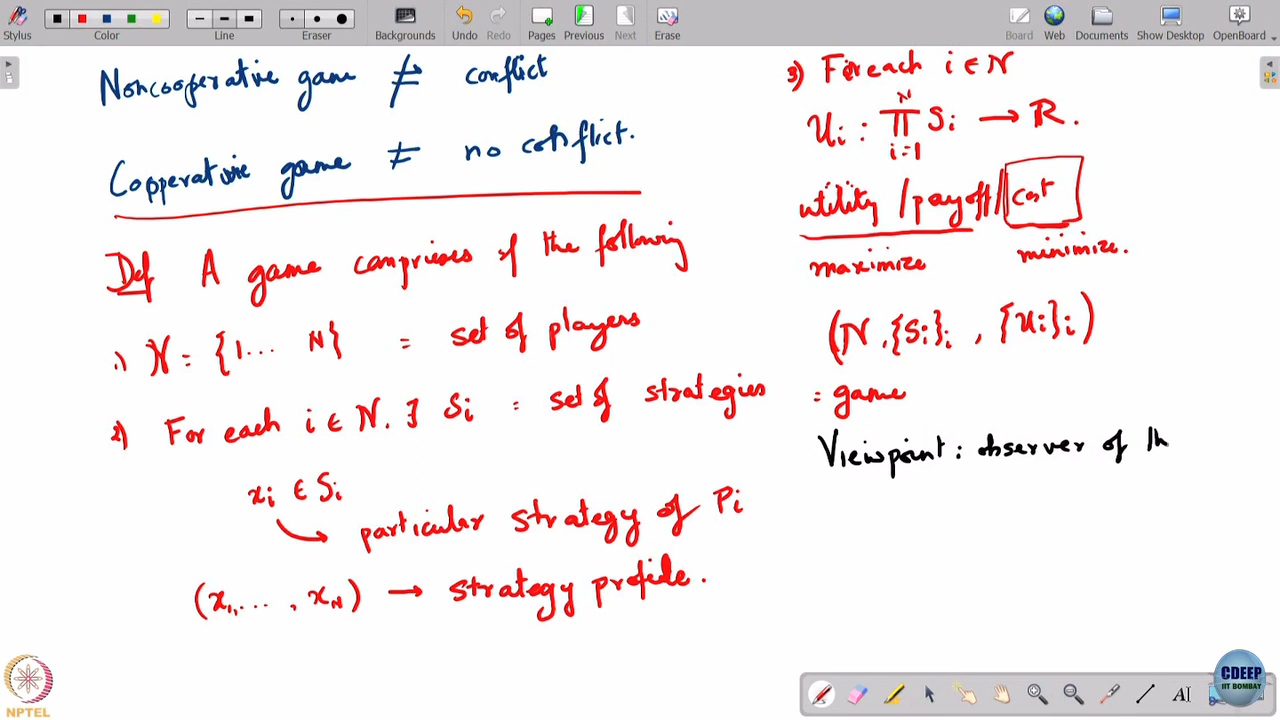 Stylus
Color
Line
Eraser
Backgrounds
Undo
Redo
Pages
Previous
Next
Erase
Board
Web
Documents
Show Desktop
OpenBoard
Noncooperative game ≠> conflict
Copperative game ≠ no conflict.
Def A game comprises of the following
1) N = {1... N} = set of players
2) For each i ∈ N, ∃ Si = set of strategies
xi ∈ Si
particular strategy of Pi
(x1, ..., xN) → strategy profile.
3) For each i ∈ N
Ui : ∏_{i=1}^{N} Si → ℝ.
utility / payoff / cost
maximize minimize.
(N, {Si}i, {Ui}i)
= game
Viewpoint: observer of th
NPTEL
CDEEP
IIT BOMBAY